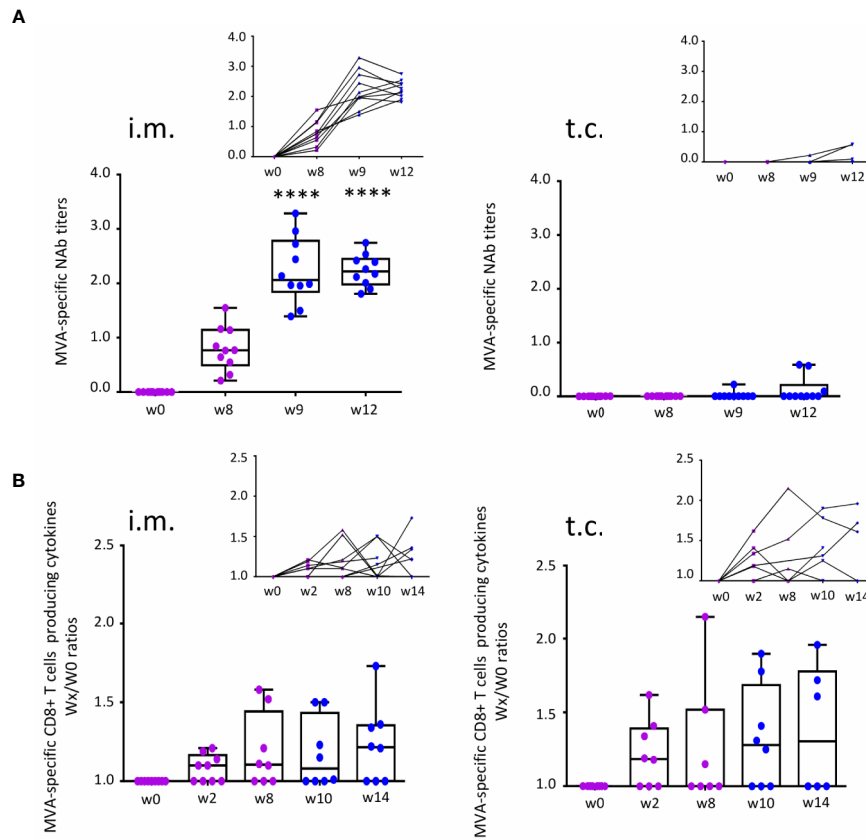 A
i.m.
4.0
3.0
2.0
1.0
0.0
w0 w8 w9 w12
MVA-specific NAb titers
4.0
3.0
2.0
1.0
0.0
**** ****
w0 w8 w9 w12
t.c.
4.0
3.0
2.0
1.0
0.0
w0 w8 w9 w12
MVA-specific NAb titers
4.0
3.0
2.0
1.0
0.0
w0 w8 w9 w12
B
i.m.
2.5
2.0
1.5
1.0
w0 w2 w8 w10 w14
MVA-specific CD8+ T cells producing cytokines
Wx/W0 ratios
2.5
2.0
1.5
1.0
w0 w2 w8 w10 w14
t.c.
2.5
2.0
1.5
1.0
w0 w2 w8 w10 w14
MVA-specific CD8+ T cells producing cytokines
Wx/W0 ratios
2.5
2.0
1.5
1.0
w0 w2 w8 w10 w14